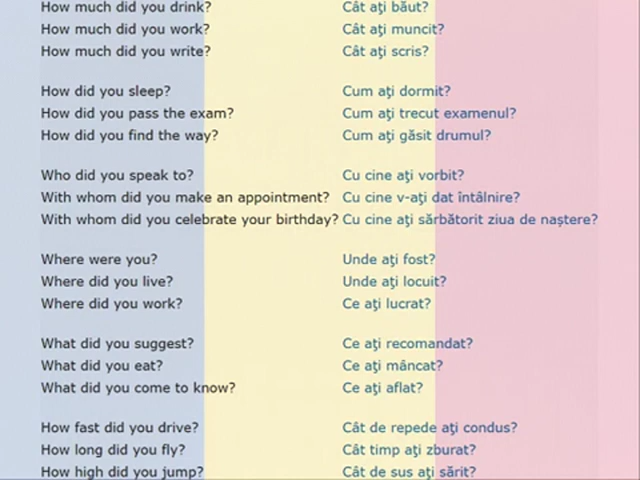 How much did you drink? Cât aţi băut?
How much did you work? Cât aţi muncit?
How much did you write? Cât aţi scris?
How did you sleep? Cum aţi dormit?
How did you pass the exam? Cum aţi trecut examenul?
How did you find the way? Cum aţi găsit drumul?
Who did you speak to? Cu cine aţi vorbit?
With whom did you make an appointment? Cu cine v-aţi dat întâlnire?
With whom did you celebrate your birthday? Cu cine aţi sărbătorit ziua de naștere?
Where were you? Unde aţi fost?
Where did you live? Unde aţi locuit?
Where did you work? Ce aţi lucrat?
What did you suggest? Ce aţi recomandat?
What did you eat? Ce aţi mâncat?
What did you come to know? Ce aţi aflat?
How fast did you drive? Cât de repede aţi condus?
How long did you fly? Cât timp aţi zburat?
How high did you jump? Cât de sus aţi sărit?